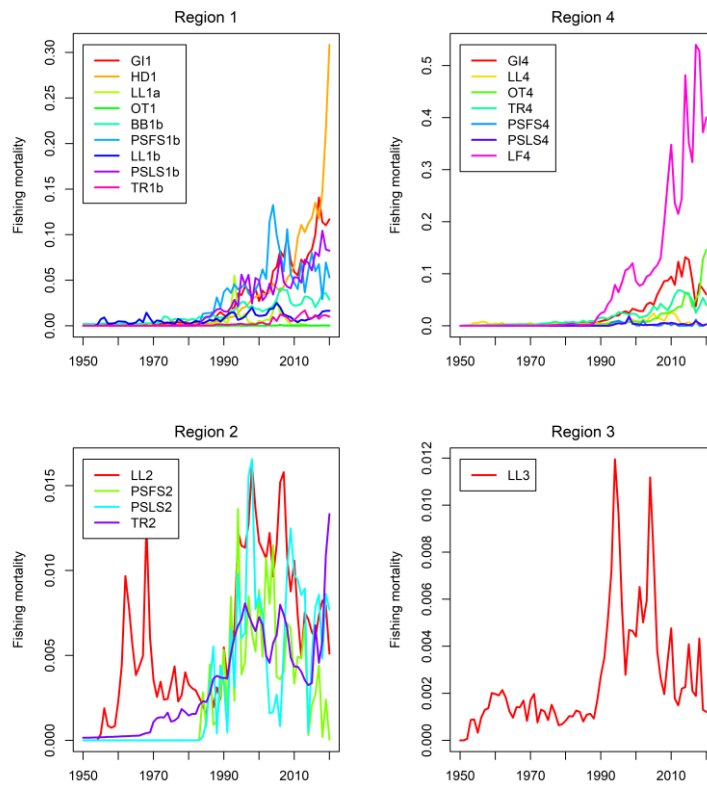 Region 1
Fishing mortality
0.00 0.05 0.10 0.15 0.20 0.25 0.30
GI1
HD1
LL1a
OT1
BB1b
PSFS1b
LL1b
PSLS1b
TR1b
1950 1970 1990 2010
Region 4
Fishing mortality
0.0 0.1 0.2 0.3 0.4 0.5
GI4
LL4
OT4
TR4
PSFS4
PSLS4
LF4
1950 1970 1990 2010
Region 2
Fishing mortality
0.000 0.005 0.010 0.015
LL2
PSFS2
PSLS2
TR2
1950 1970 1990 2010
Region 3
Fishing mortality
0.000 0.002 0.004 0.006 0.008 0.010 0.012
LL3
1950 1970 1990 2010